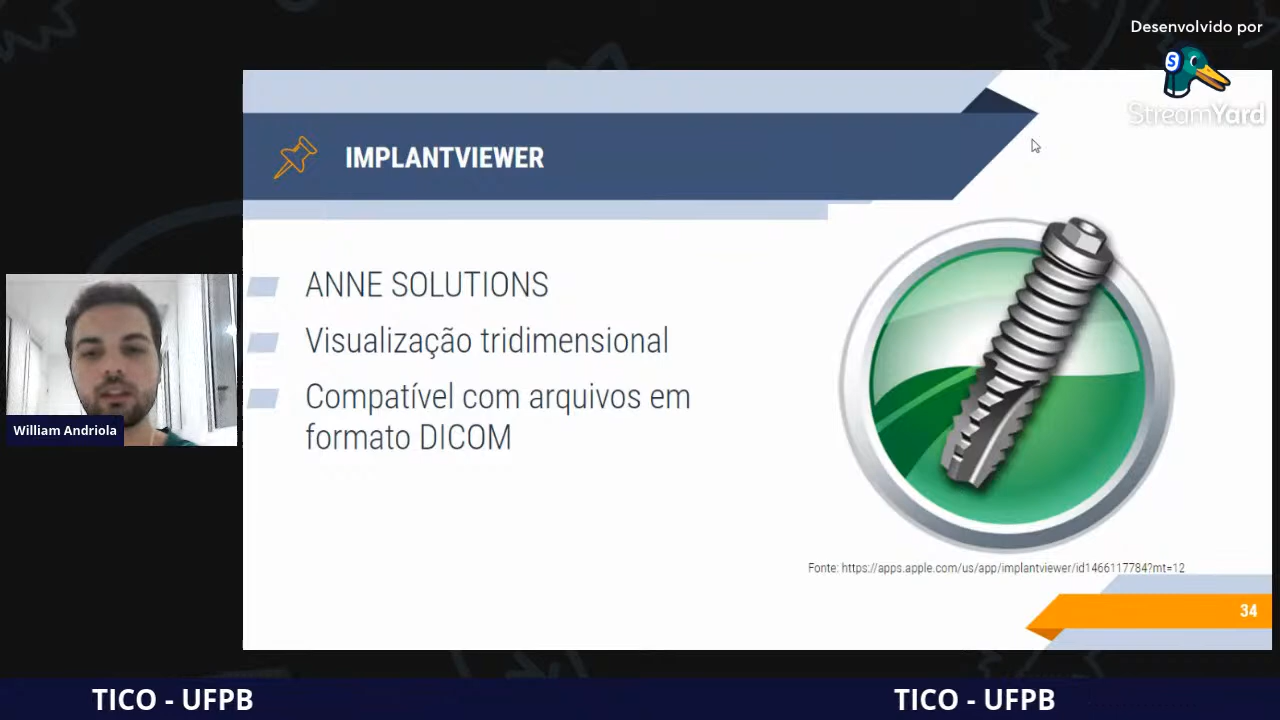 Desenvolvido por
S
StreamYard
IMPLANTVIEWER
ANNE SOLUTIONS
Visualização tridimensional
Compatível com arquivos em
formato DICOM
William Andriola
Fonte: https://apps.apple.com/us/app/implantviewer/id1466117784?mt=12
34
TICO - UFPB
TICO - UFPB